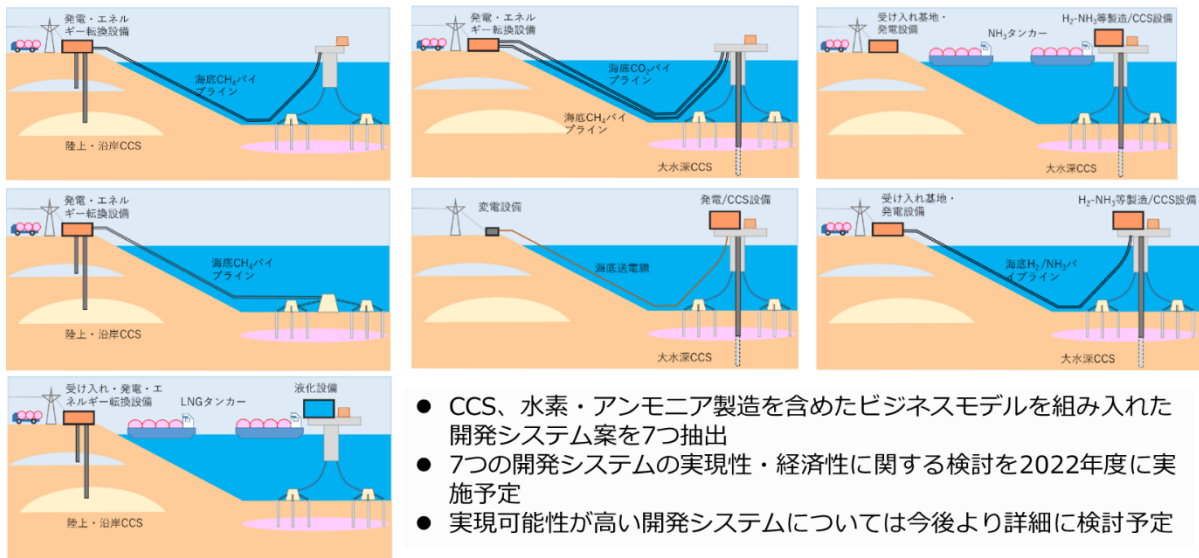 発電・エネル
ギー転換設備
海底CH₄パイ
プライン
陸上・沿岸CCS
発電・エネル
ギー転換設備
海底CO₂パイ
プライン
海底CH₄パイ
プライン
大水深CCS
受け入れ基地・
発電設備
NH₃タンカー
H₂-NH₃等製造/CCS設備
大水深CCS
発電・エネル
ギー転換設備
海底CH₄パイ
プライン
陸上・沿岸CCS
変電設備
発電/CCS設備
海底送電線
大水深CCS
受け入れ基地・
発電設備
H₂-NH₃等製造/CCS設備
海底H₂/NH₃パ
イプライン
大水深CCS
受け入れ・発電・エ
ネルギー転換設備
LNGタンカー
液化設備
陸上・沿岸CCS
● CCS、水素・アンモニア製造を含めたビジネスモデルを組み入れた
開発システム案を7つ抽出
● 7つの開発システムの実現性・経済性に関する検討を2022年度に実
施予定
● 実現可能性が高い開発システムについては今後より詳細に検討予定